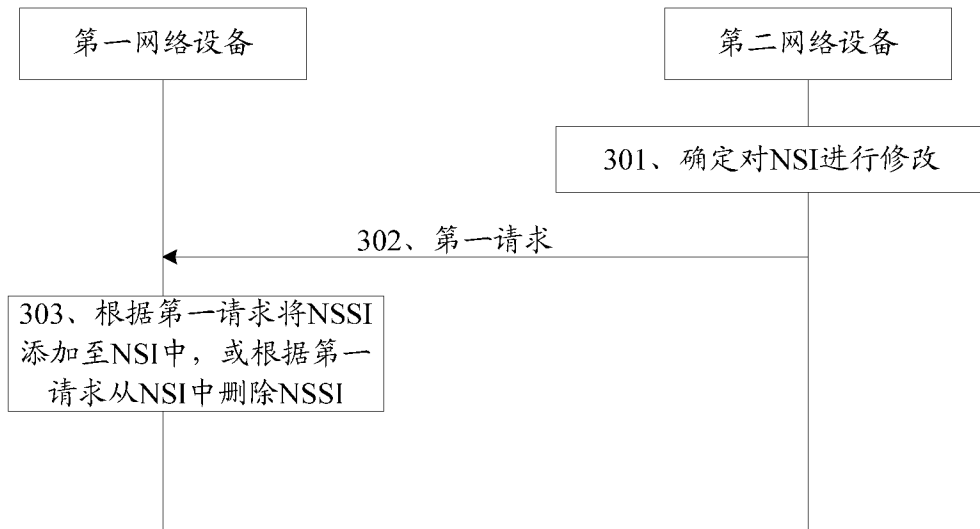 第一网络设备
第二网络设备
301、确定对NSI进行修改
302、第一请求
303、根据第一请求将NSSI
添加至NSI中，或根据第一
请求从NSI中删除NSSI